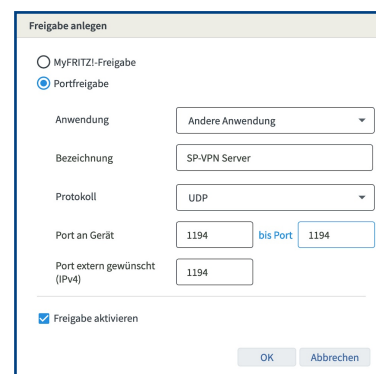 Freigabe anlegen
MyFRITZ!-Freigabe
Portfreigabe
Anwendung Andere Anwendung
Bezeichnung SP-VPN Server
Protokoll UDP
Port an Gerät 1194 bis Port 1194
Port extern gewünscht
(IPv4) 1194
Freigabe aktivieren
OK Abbrechen